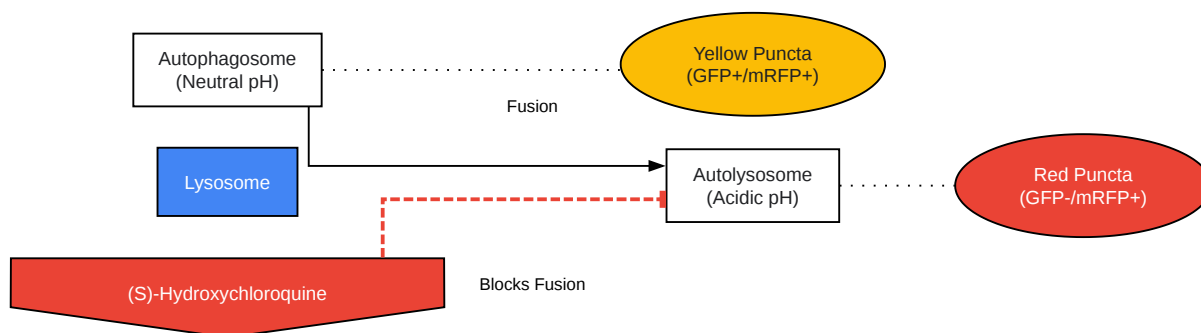 Autophagosome
(Neutral pH)
Yellow Puncta
(GFP+/mRFP+)
Fusion
Lysosome
Autolysosome
(Acidic pH)
Red Puncta
(GFP-/mRFP+)
(S)-Hydroxychloroquine
Blocks Fusion